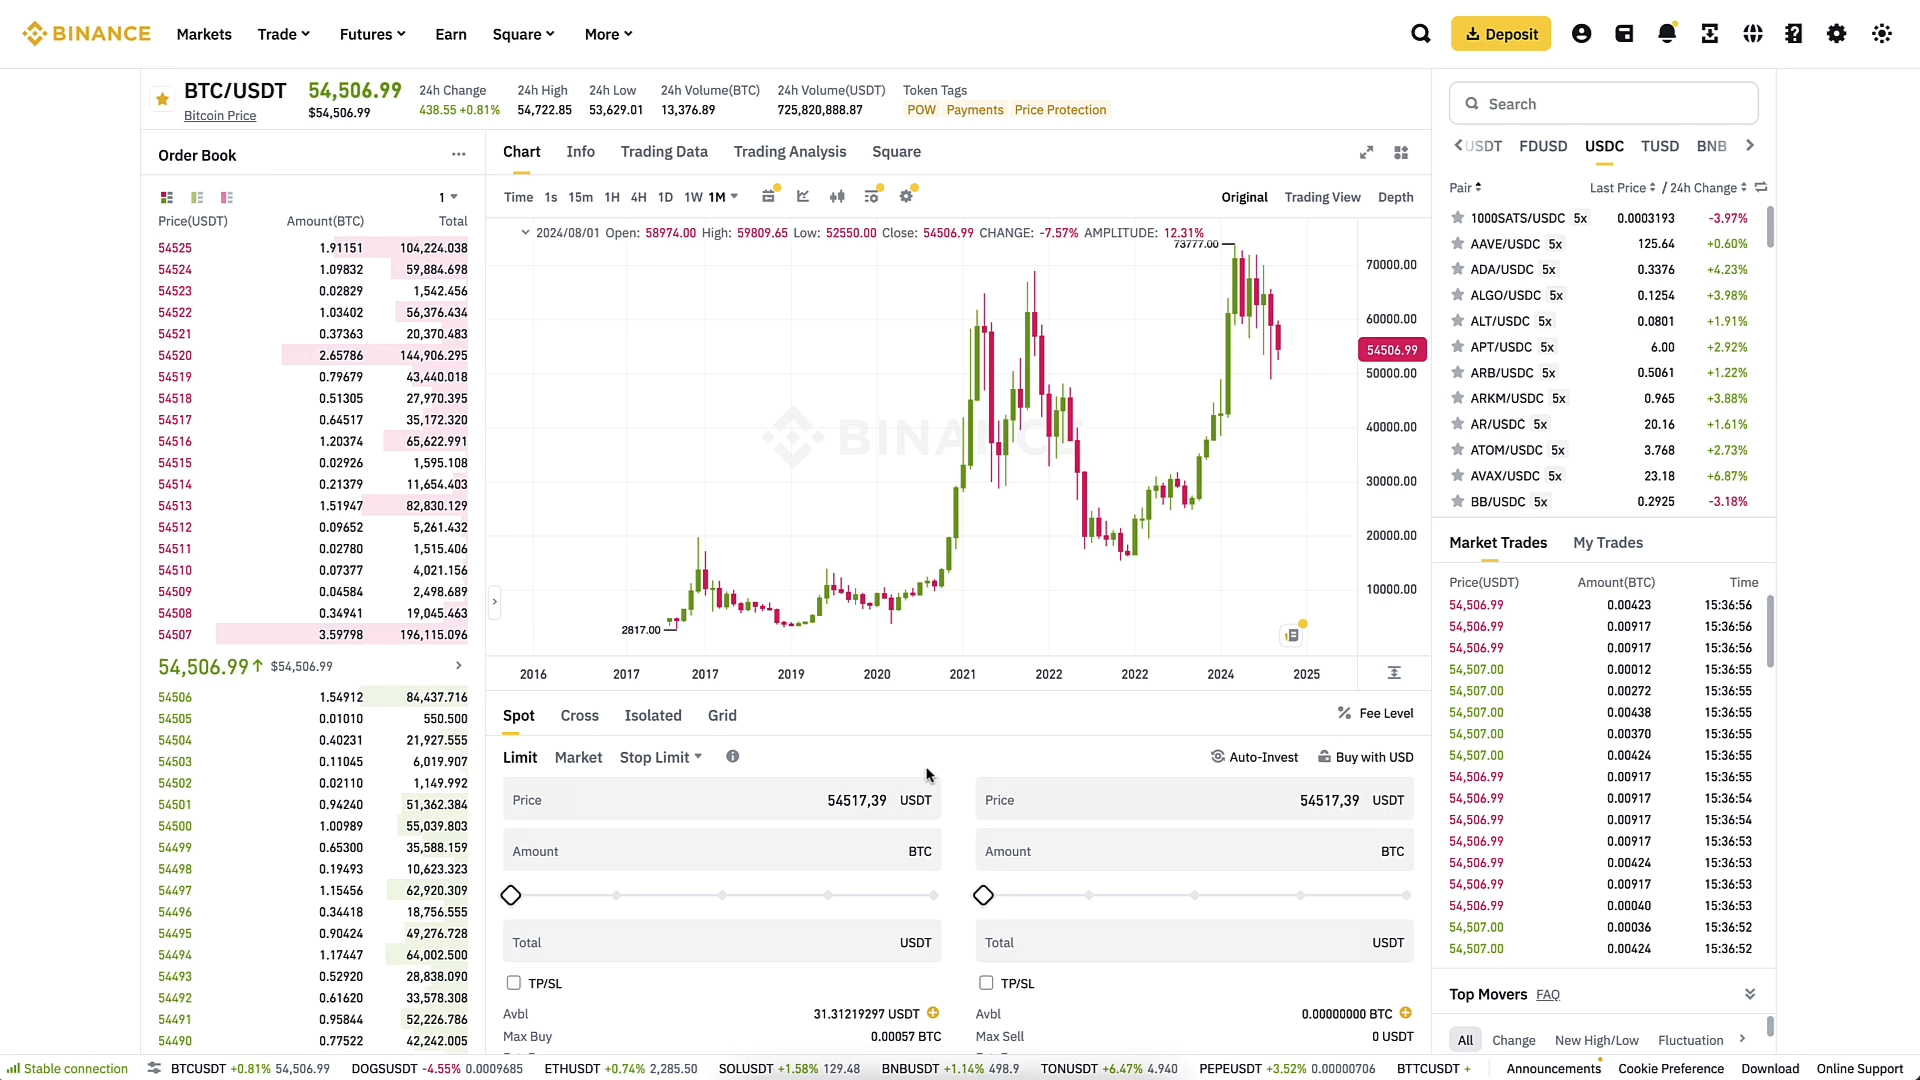 BINANCE Markets Trade Futures Earn Square More Deposit
BTC/USDT
Bitcoin Price
54,506.99
$54,506.99
24h Change
438.55 +0.81%
24h High
54,722.85
24h Low
53,629.01
24h Volume(BTC)
13,376.89
24h Volume(USDT)
725,820,888.87
Token Tags
POW Payments Price Protection
Order Book
1
Price(USDT) Amount(BTC) Total
54525 1.91151 104,224.038
54524 1.09832 59,884.698
54523 0.02829 1,542.456
54522 1.03402 56,376.434
54521 0.37363 20,370.483
54520 2.65786 144,906.295
54519 0.79679 43,440.018
54518 0.51305 27,970.395
54517 0.64517 35,172.320
54516 1.20374 65,622.991
54515 0.02926 1,595.108
54514 0.21379 11,654.403
54513 1.51947 82,830.129
54512 0.09652 5,261.432
54511 0.02780 1,515.406
54510 0.07377 4,021.156
54509 0.04584 2,498.689
54508 0.34941 19,045.463
54507 3.59798 196,115.096
54,506.99 $54,506.99
54506 1.54912 84,437.716
54505 0.01010 550.500
54504 0.40231 21,927.555
54503 0.11045 6,019.907
54502 0.02110 1,149.992
54501 0.94240 51,362.384
54500 1.00989 55,039.803
54499 0.65300 35,588.159
54498 0.19493 10,623.323
54497 1.15456 62,920.309
54496 0.34418 18,756.555
54495 0.90424 49,276.728
54494 1.17447 64,002.500
54493 0.52920 28,838.090
54492 0.61620 33,578.308
54491 0.95844 52,226.786
54490 0.77522 42,242.005
Chart Info Trading Data Trading Analysis Square
Time 1s 15m 1H 4H 1D 1W 1M Original Trading View Depth
2024/08/01 Open: 58974.00 High: 59809.65 Low: 52550.00 Close: 54506.99 CHANGE: -7.57% AMPLITUDE: 12.31%
73777.00
70000.00
60000.00
54506.99
50000.00
40000.00
30000.00
20000.00
10000.00
2817.00
BINANCE
2016 2017 2017 2019 2020 2021 2022 2022 2024 2025
Spot Cross Isolated Grid Fee Level
Limit Market Stop Limit Auto-Invest Buy with USD
Price 54517,39 USDT
Amount BTC
Total USDT
TP/SL
Avbl 31.31219297 USDT
Max Buy 0.00057 BTC
Price 54517,39 USDT
Amount BTC
Total USDT
TP/SL
Avbl 0.00000000 BTC
Max Sell 0 USDT
Search
USDT FDUSD USDC TUSD BNB
Pair Last Price / 24h Change
1000SATS/USDC 5x 0.0003193 -3.97%
AAVE/USDC 5x 125.64 +0.60%
ADA/USDC 5x 0.3376 +4.23%
ALGO/USDC 5x 0.1254 +3.98%
ALT/USDC 5x 0.0801 +1.91%
APT/USDC 5x 6.00 +2.92%
ARB/USDC 5x 0.5061 +1.22%
ARKM/USDC 5x 0.965 +3.88%
AR/USDC 5x 20.16 +1.61%
ATOM/USDC 5x 3.768 +2.73%
AVAX/USDC 5x 23.18 +6.87%
BB/USDC 5x 0.2925 -3.18%
Market Trades My Trades
Price(USDT) Amount(BTC) Time
54,506.99 0.00423 15:36:56
54,506.99 0.00917 15:36:56
54,506.99 0.00917 15:36:56
54,507.00 0.00012 15:36:55
54,507.00 0.00272 15:36:55
54,507.00 0.00438 15:36:55
54,507.00 0.00370 15:36:55
54,507.00 0.00424 15:36:55
54,506.99 0.00917 15:36:55
54,506.99 0.00917 15:36:54
54,506.99 0.00917 15:36:54
54,506.99 0.00917 15:36:53
54,506.99 0.00424 15:36:53
54,506.99 0.00917 15:36:53
54,506.99 0.00040 15:36:53
54,507.00 0.00036 15:36:52
54,507.00 0.00424 15:36:52
Top Movers FAQ
All Change New High/Low Fluctuation
Stable connection BTCUSDT +0.81% 54,506.99 DOGSUSDT -4.55% 0.0009685 ETHUSDT +0.74% 2,285.50 SOLUSDT +1.58% 129.48 BNBUSDT +1.14% 498.9 TONUSDT +6.47% 4.940 PEPEUSDT +3.52% 0.00000706 BTTCUSDT + Announcements Cookie Preference Download Online Support